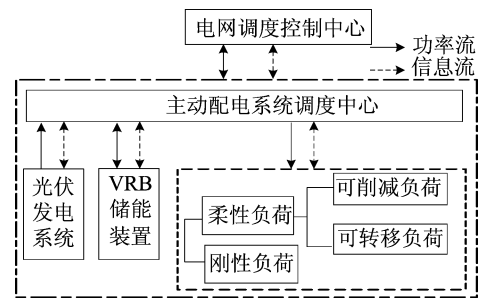 电网调度控制中心
功率流
信息流
主动配电系统调度中心
光伏
发电
系统
VRB
储能
装置
柔性负荷
刚性负荷
可削减负荷
可转移负荷